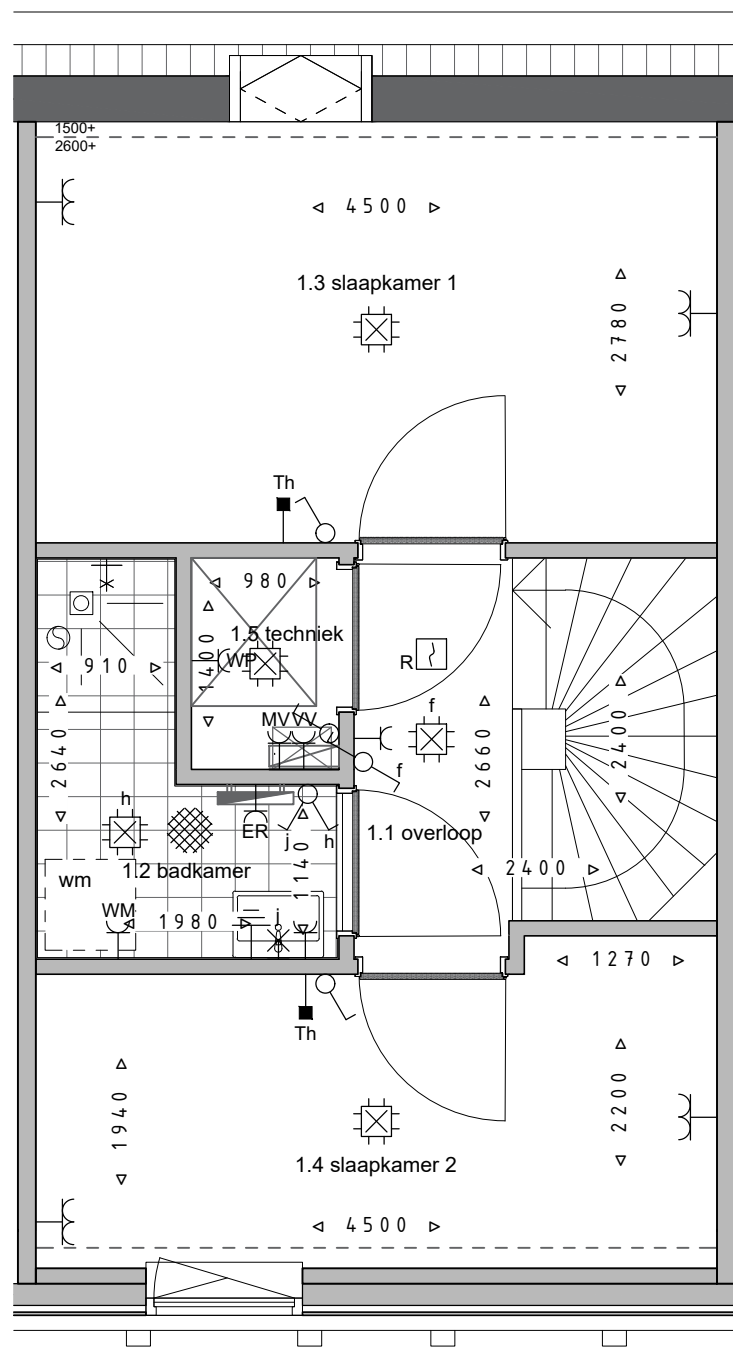 1500+
2600+
4500
1.3 slaapkamer 1
2780
Th
980
1.5 techniek
1400
WP
R
910
f
MV VV
2640
2660
2400
f
h
ER
j
h
1.1 overloop
1.2 badkamer
1140
2400
wm
WM
1980
j
1270
Th
1940
2200
1.4 slaapkamer 2
4500